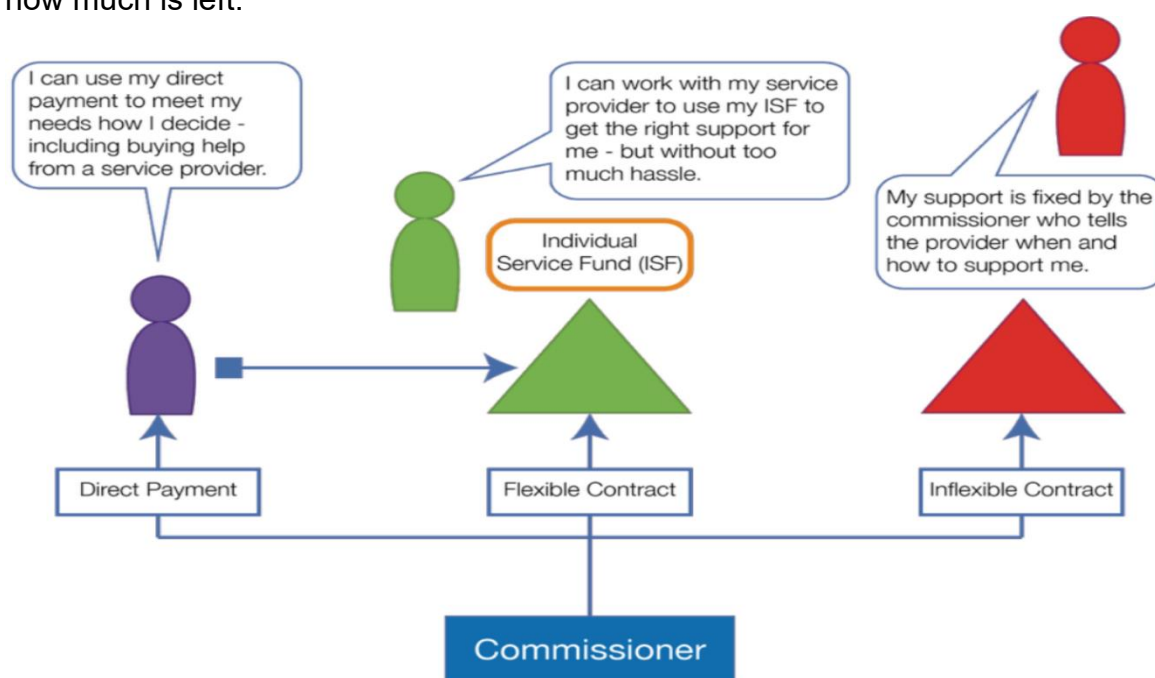 how much is left.
I can use my direct
payment to meet my
needs how I decide -
including buying help
from a service provider.
I can work with my service
provider to use my ISF to
get the right support for
me - but without too
much hassle.
My support is fixed by the
commissioner who tells
the provider when and
how to support me.
Individual
Service Fund (ISF)
Direct Payment
Flexible Contract
Inflexible Contract
Commissioner